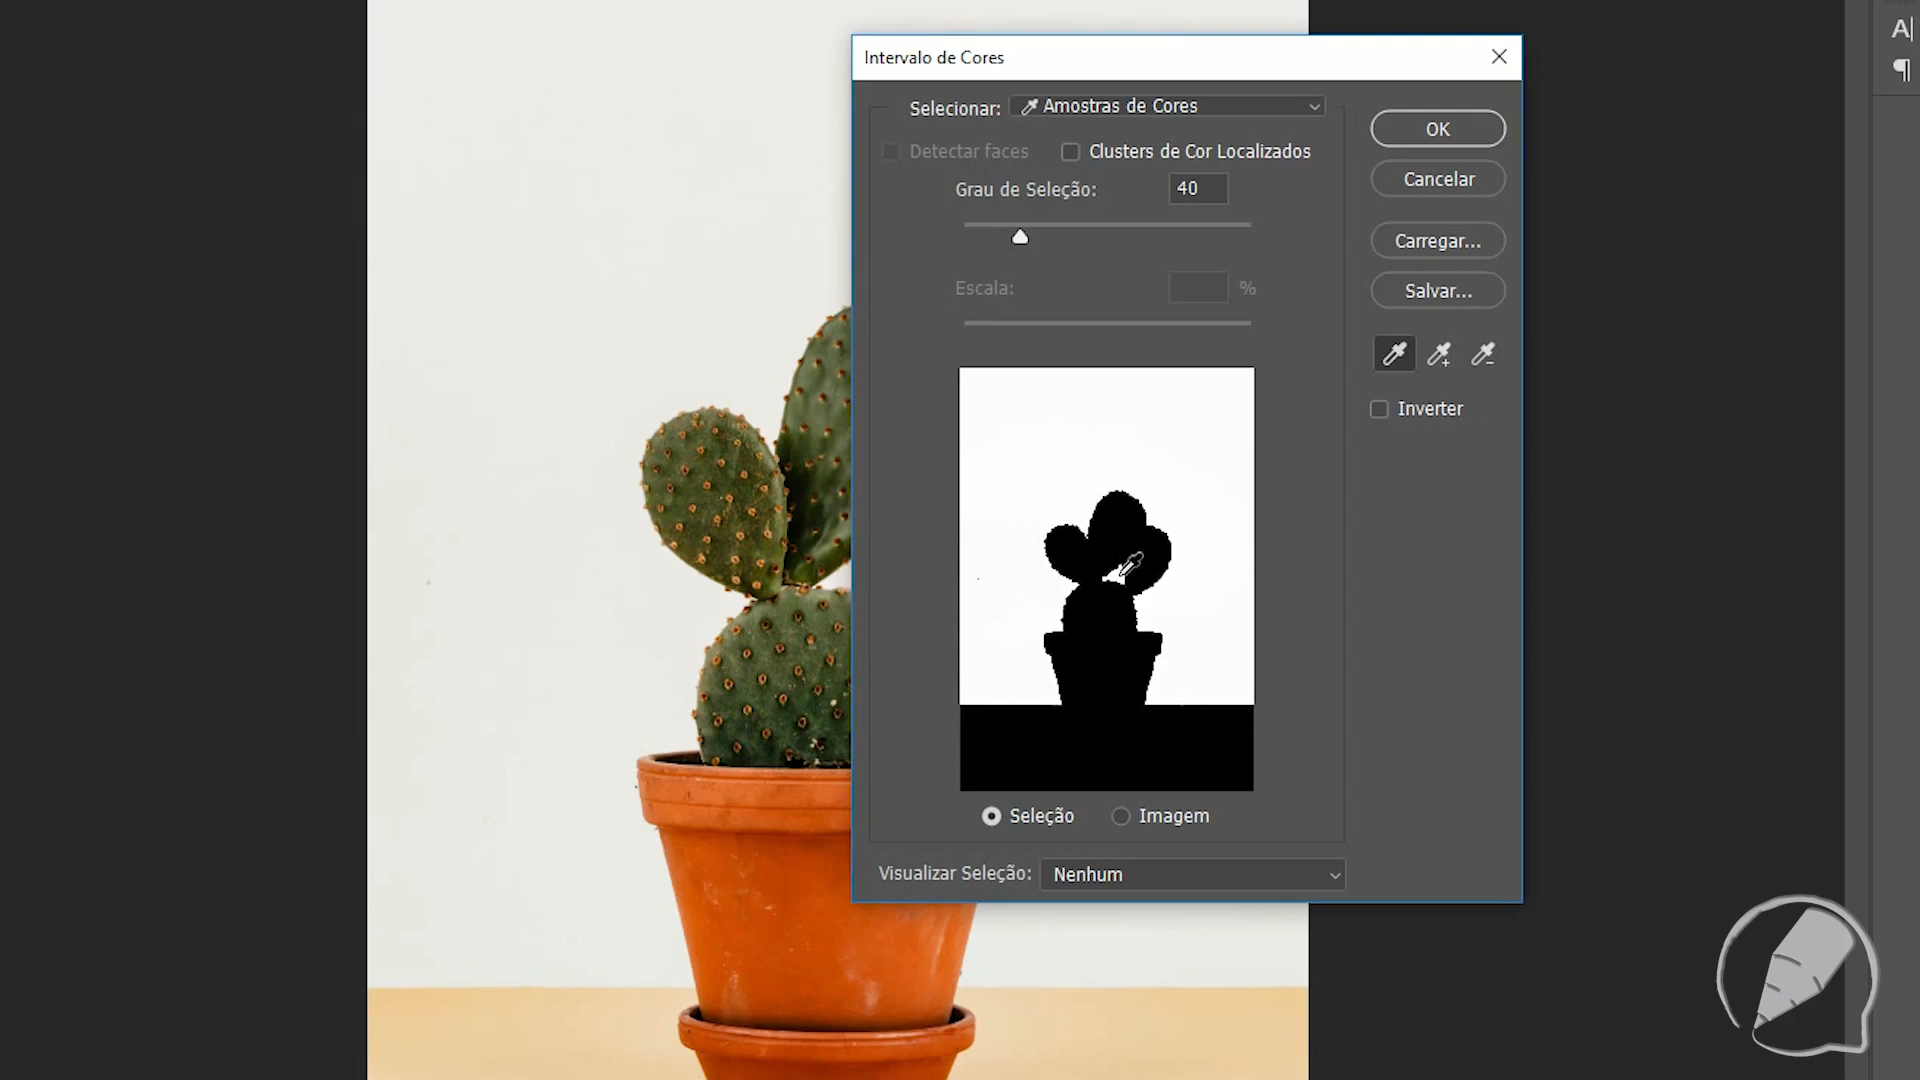 Intervalo de Cores
Selecionar: Amostras de Cores
Detectar faces Clusters de Cor Localizados
Grau de Seleção: 40
Escala: %
Seleção Imagem
Visualizar Seleção: Nenhum
OK
Cancelar
Carregar...
Salvar...
Inverter
A|
¶